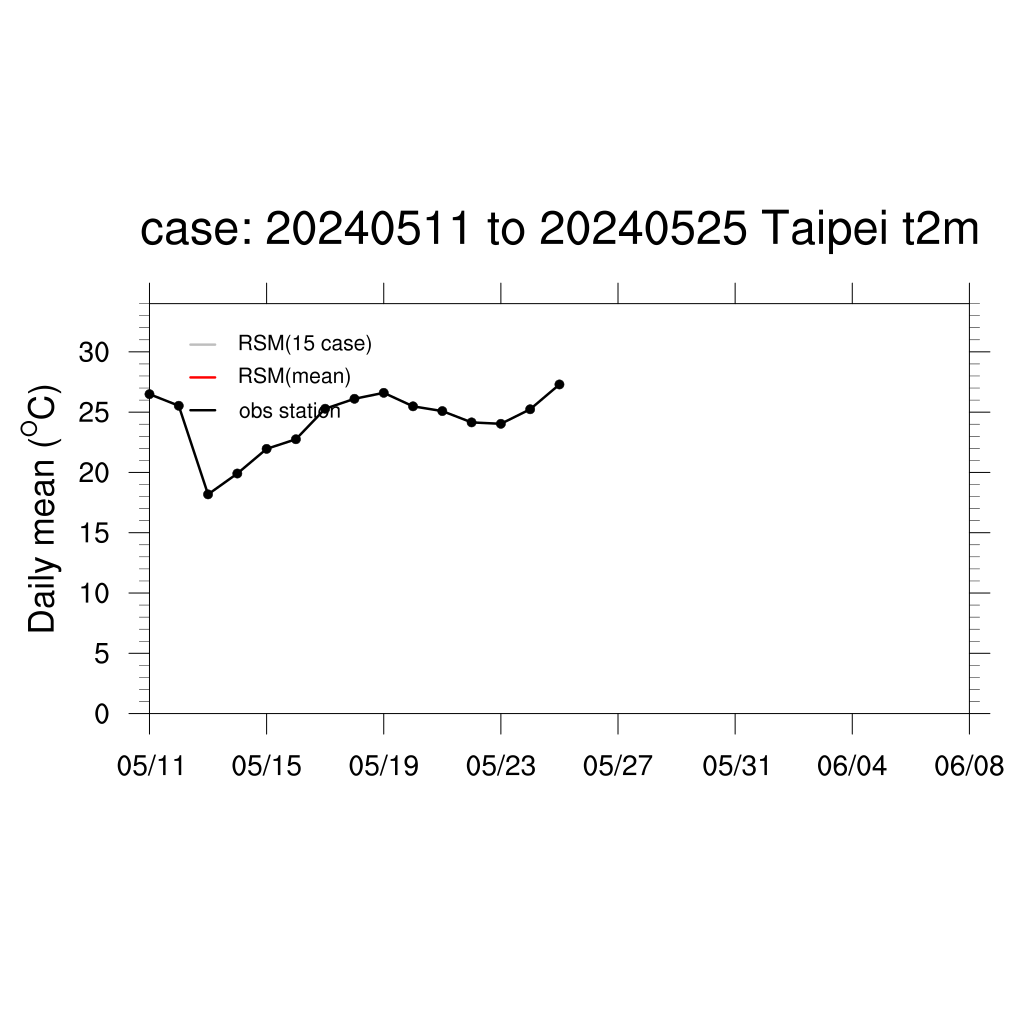 case: 20240511 to 20240525 Taipei t2m
RSM(15 case)
RSM(mean)
obs station
Daily mean (°C)
30
25
20
15
10
5
0
05/11 05/15 05/19 05/23 05/27 05/31 06/04 06/08